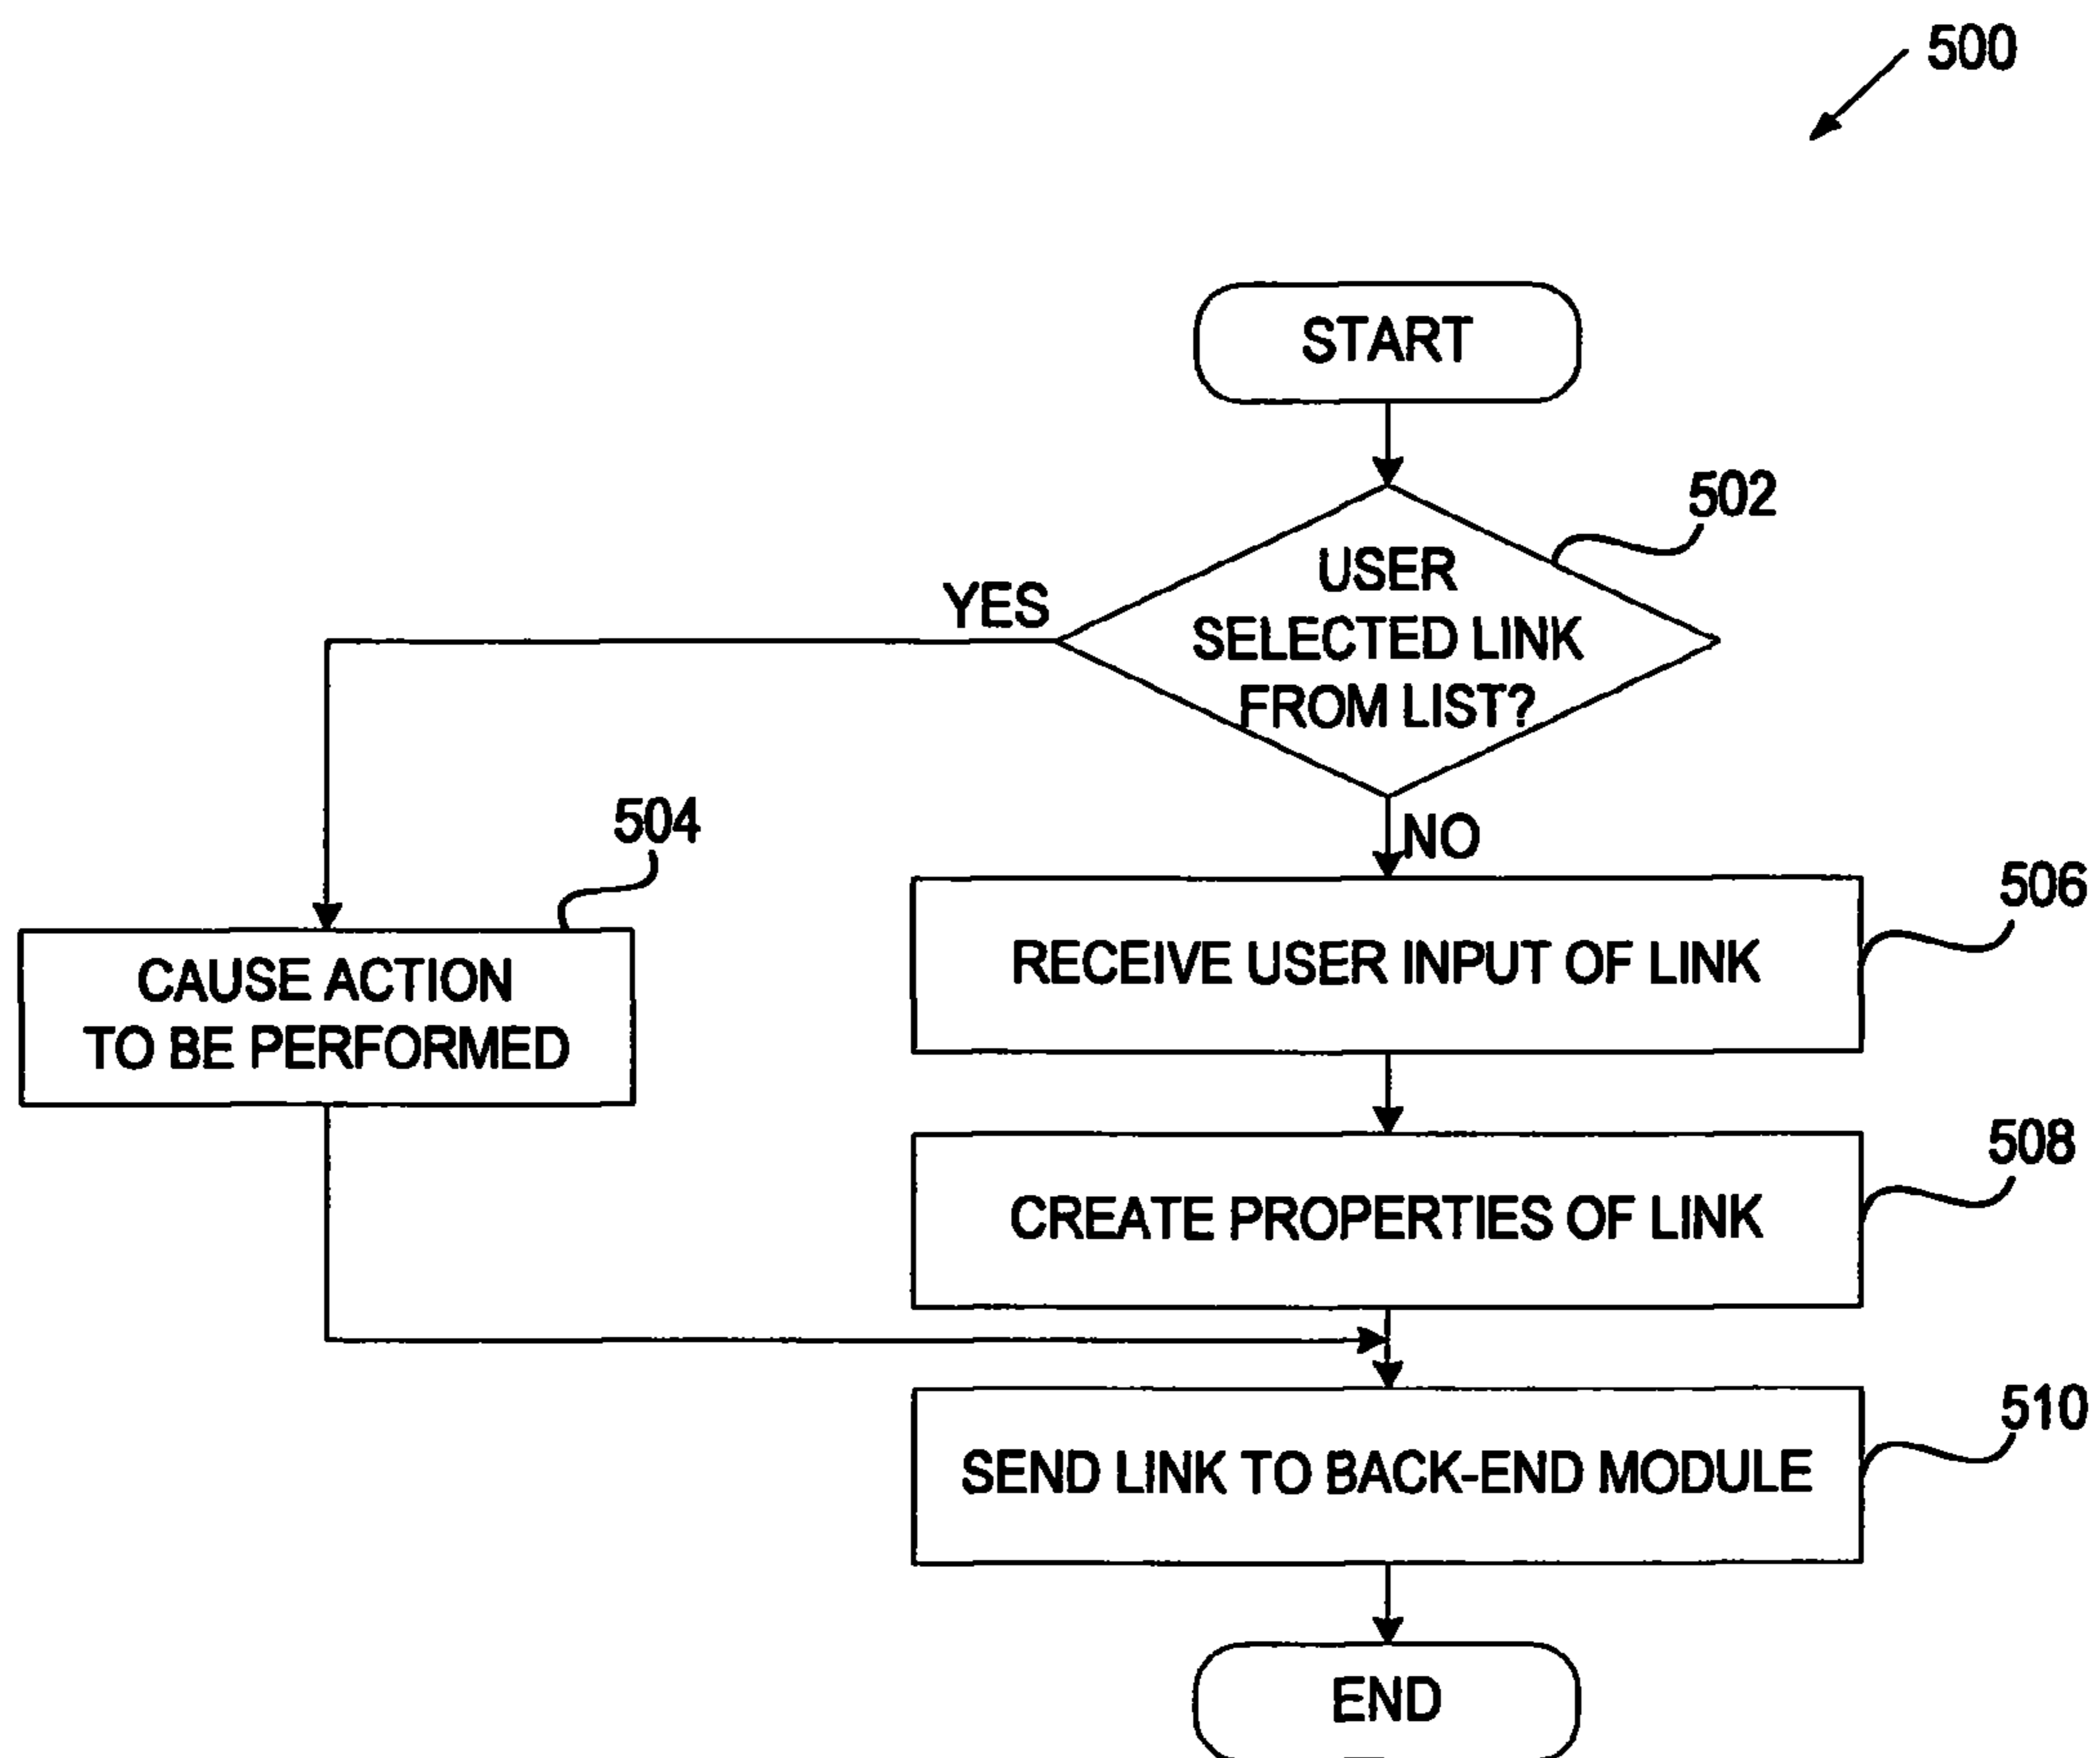 500
START
502
USER
SELECTED LINK
FROM LIST?
YES
NO
504
CAUSE ACTION
TO BE PERFORMED
506
RECEIVE USER INPUT OF LINK
508
CREATE PROPERTIES OF LINK
510
SEND LINK TO BACK-END MODULE
END